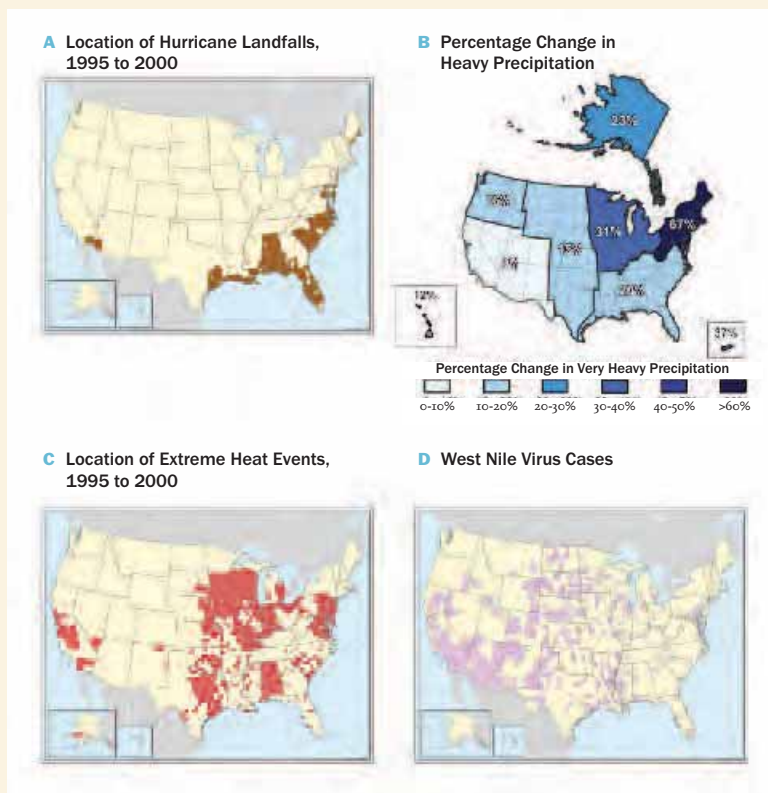 A Location of Hurricane Landfalls,
1995 to 2000
B Percentage Change in
Heavy Precipitation
23%
31%
67%
15%
12%
37%
Percentage Change in Very Heavy Precipitation
0-10%
10-20%
20-30%
30-40%
40-50%
>60%
C Location of Extreme Heat Events,
1995 to 2000
D West Nile Virus Cases